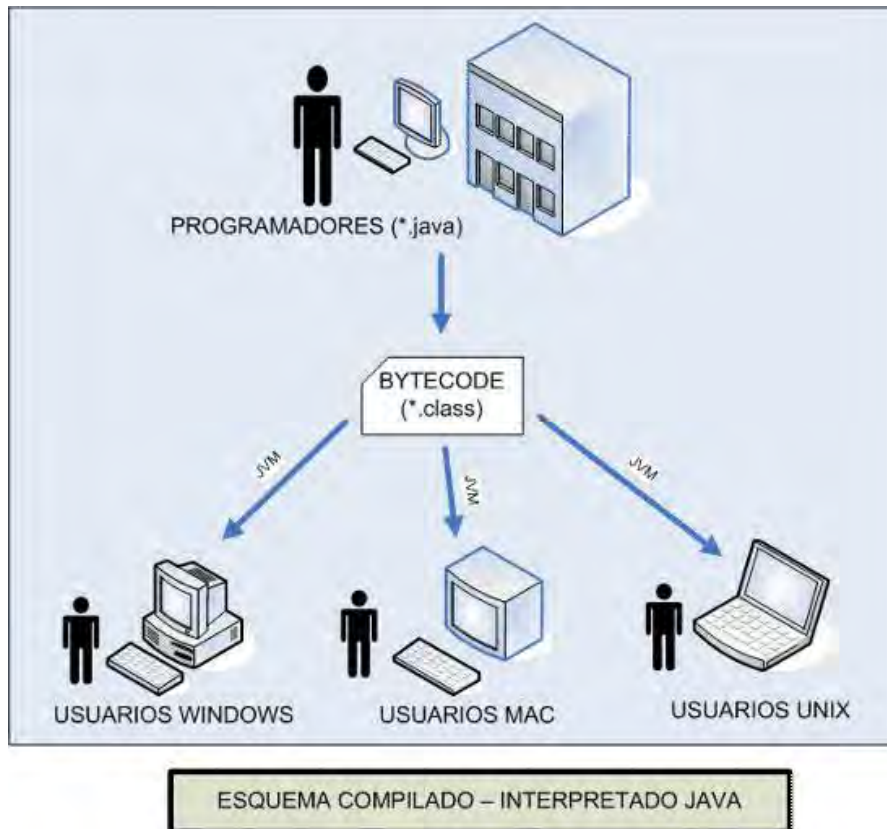 PROGRAMADORES (*.java)
BYTECODE
(*.class)
JVM
JVM
JVM
USUARIOS WINDOWS
USUARIOS MAC
USUARIOS UNIX
ESQUEMA COMPILADO – INTERPRETADO JAVA